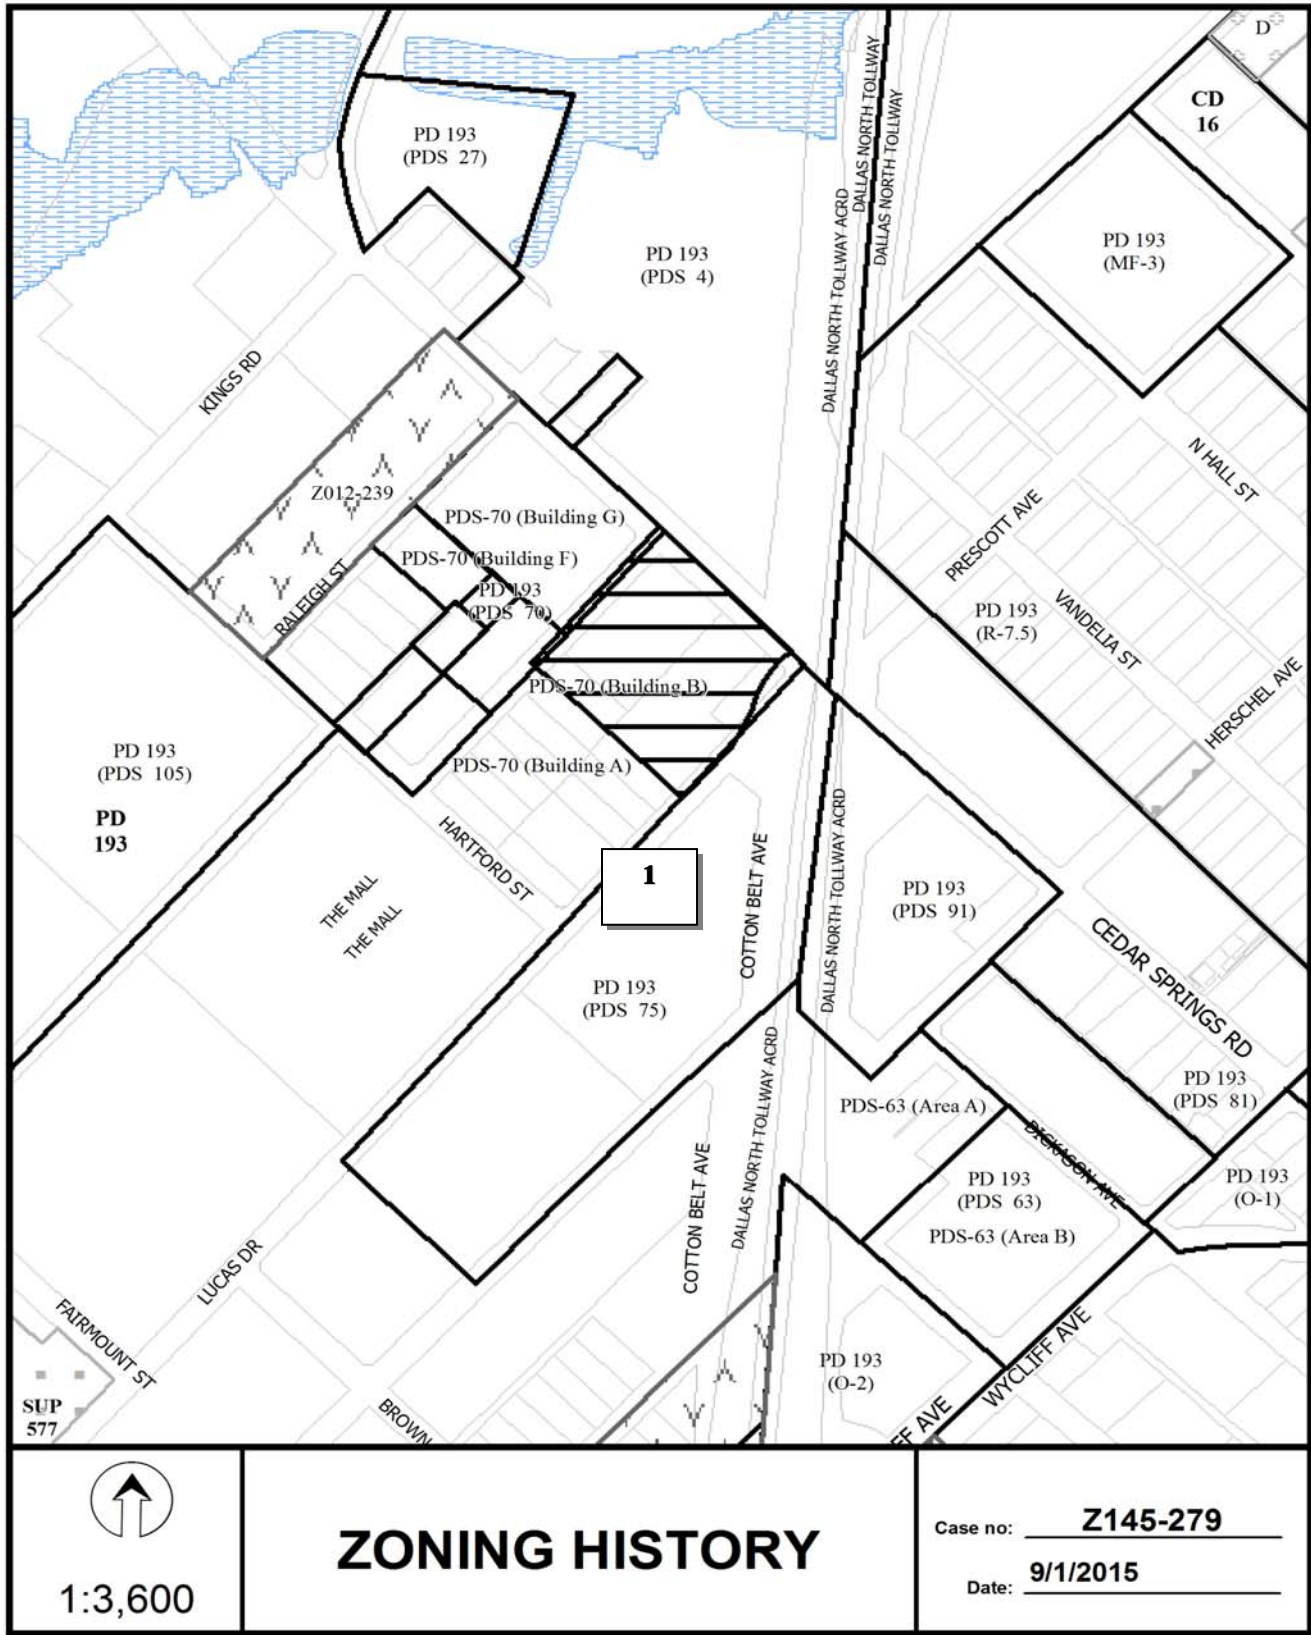 D
CD
16
PD 193
(PDS 27)
DALLAS NORTH TOLLWAY
DALLAS NORTH TOLLWAY
DALLAS NORTH TOLLWAY ACRD
DALLAS NORTH TOLLWAY ACRD
PD 193
(PDS 4)
PD 193
(MF-3)
KINGS RD
N HALL ST
Z012-239
PDS-70 (Building G)
PRESCOTT AVE
PDS-70 (Building F)
PD 193
(PDS 70)
RALEIGH ST
PD 193
(R-7.5)
VANDELIA ST
PDS-70 (Building B)
HERSCHEL AVE
PD 193
(PDS 105)
PDS-70 (Building A)
PD
193
HARTFORD ST
1
THE MALL
THE MALL
COTTON BELT AVE
DALLAS NORTH TOLLWAY ACRD
PD 193
(PDS 91)
CEDAR SPRINGS RD
PD 193
(PDS 75)
PD 193
(PDS 81)
PDS-63 (Area A)
DICKASON AVE
DALLAS NORTH TOLLWAY ACRD
COTTON BELT AVE
PD 193
(PDS 63)
PD 193
(O-1)
PDS-63 (Area B)
LUCAS DR
FAIRMOUNT ST
WYCLIFF AVE
PD 193
(O-2)
SUP
577
BROWN
FF AVE
1:3,600
ZONING HISTORY
Case no: Z145-279
Date: 9/1/2015